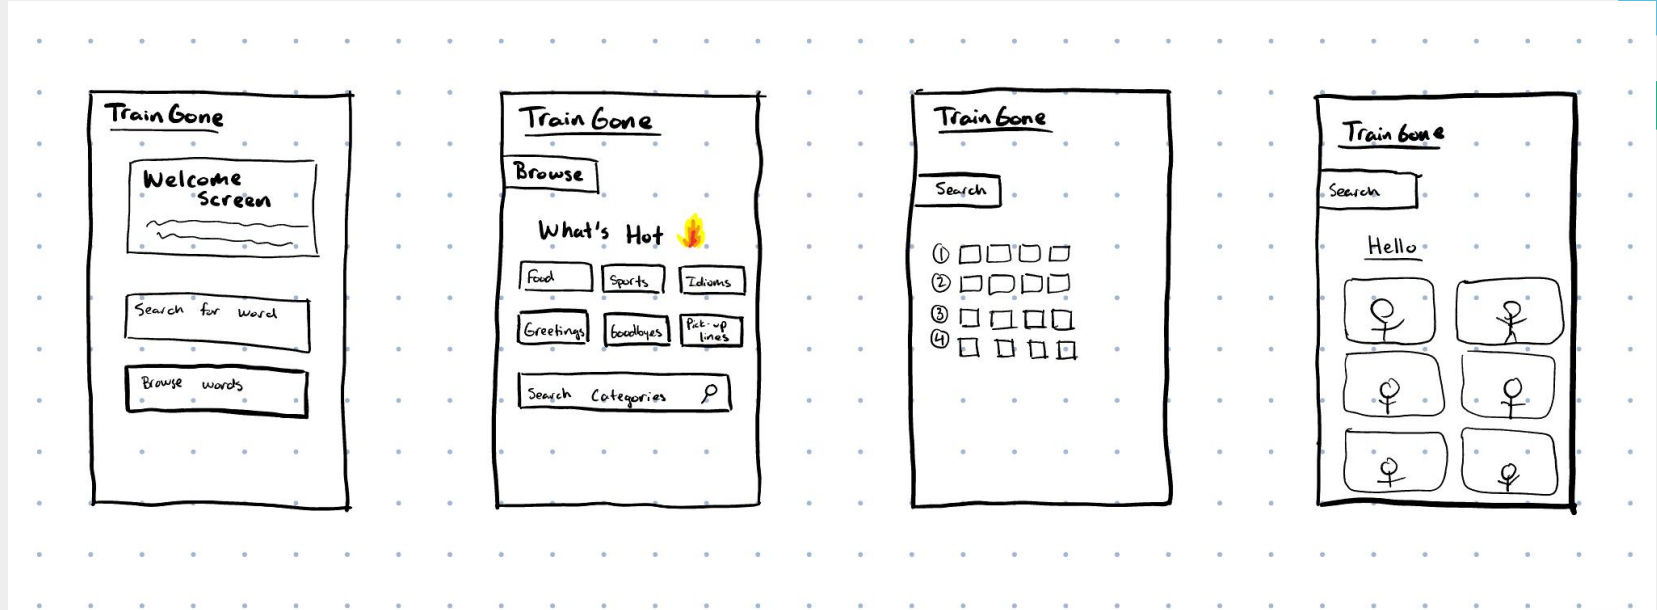 Train Gone
Welcome
Screen
Search for word
Browse words
Train Gone
Browse
What's Hot
Food
Sports
Idioms
Greetings
Goodbyes
Pick-up
lines
Search Categories
Train Gone
Search
1
2
3
4
Train Gone
Search
Hello